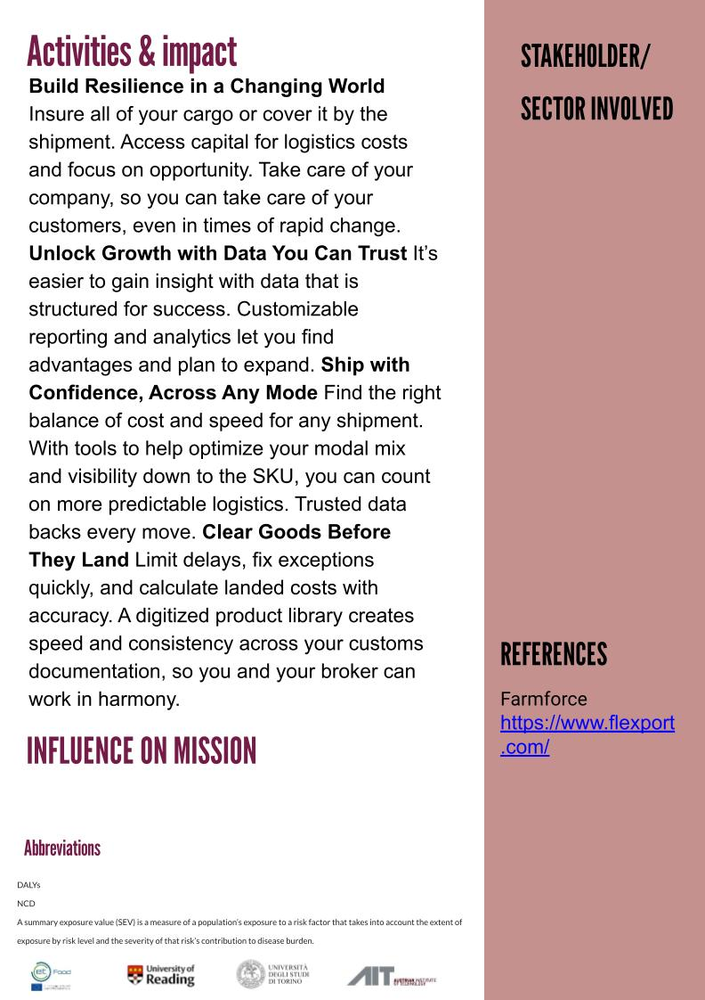 Activities & impact
Build Resilience in a Changing World
Insure all of your cargo or cover it by the
shipment. Access capital for logistics costs
and focus on opportunity. Take care of your
company, so you can take care of your
customers, even in times of rapid change.
Unlock Growth with Data You Can Trust It’s
easier to gain insight with data that is
structured for success. Customizable
reporting and analytics let you find
advantages and plan to expand. Ship with
Confidence, Across Any Mode Find the right
balance of cost and speed for any shipment.
With tools to help optimize your modal mix
and visibility down to the SKU, you can count
on more predictable logistics. Trusted data
backs every move. Clear Goods Before
They Land Limit delays, fix exceptions
quickly, and calculate landed costs with
accuracy. A digitized product library creates
speed and consistency across your customs
documentation, so you and your broker can
work in harmony.
INFLUENCE ON MISSION
Abbreviations
DALYs
NCD
A summary exposure value (SEV) is a measure of a population’s exposure to a risk factor that takes into account the extent of
exposure by risk level and the severity of that risk’s contribution to disease burden.
eit Food
University of
Reading
UNIVERSITÀ
DEGLI STUDI
DI TORINO
AIT AUSTRIAN INSTITUTE
OF TECHNOLOGY
STAKEHOLDER/
SECTOR INVOLVED
REFERENCES
Farmforce
https://www.flexport
.com/